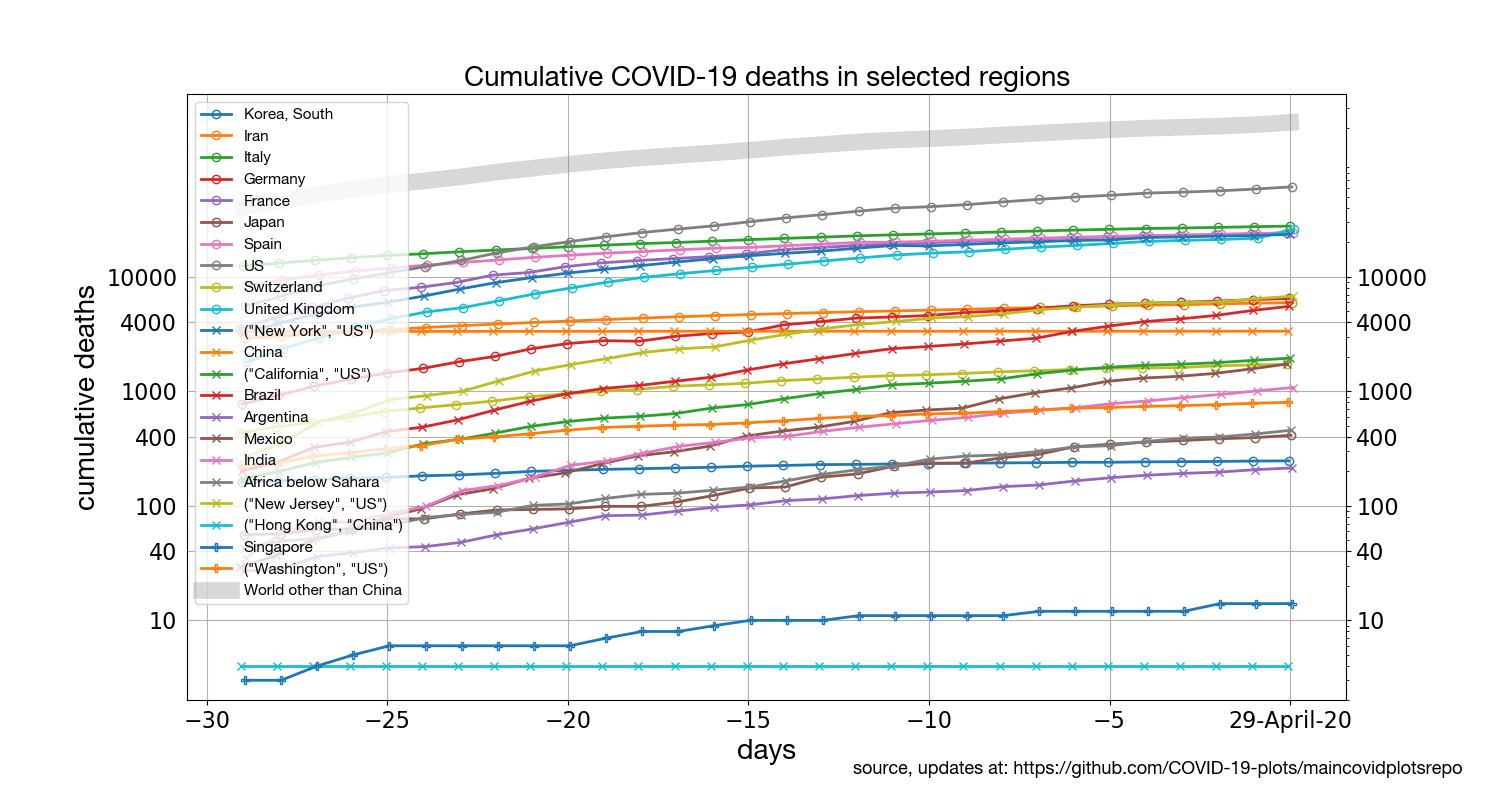 Cumulative COVID-19 deaths in selected regions
Korea, South
Iran
Italy
Germany
France
Japan
Spain
US
Switzerland
United Kingdom
("New York", "US")
China
("California", "US")
Brazil
Argentina
Mexico
India
Africa below Sahara
("New Jersey", "US")
("Hong Kong", "China")
Singapore
("Washington", "US")
World other than China
cumulative deaths
10000
4000
1000
400
100
40
10
10000
4000
1000
400
100
40
10
−30 −25 −20 −15 −10 −5 29-April-20
days
source, updates at: https://github.com/COVID-19-plots/maincovidplotsrepo